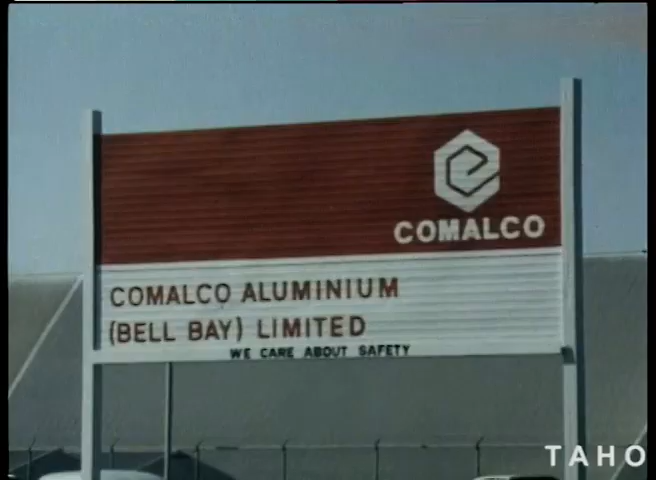 COMALCO
COMALCO ALUMINIUM
(BELL BAY) LIMITED
WE CARE ABOUT SAFETY
TAHO